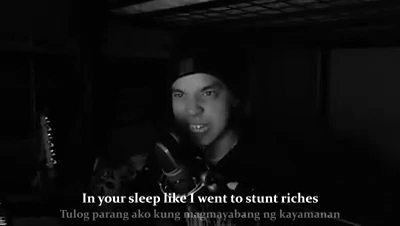 In your sleep like I went to stunt riches
Tulog parang ako kung magmayabang ng kayamanan